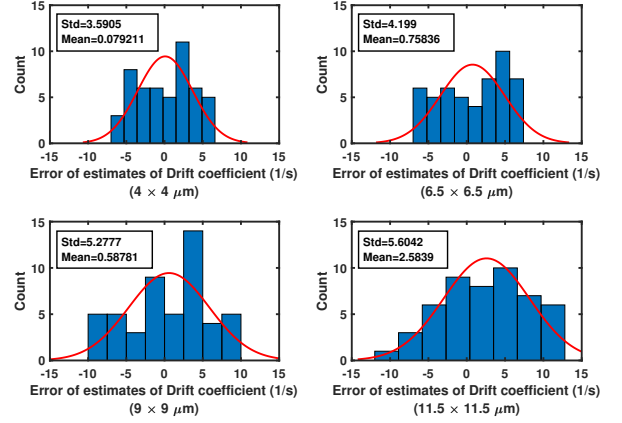 Std=3.5905
Mean=0.079211
15
10
5
0
Count
-15 -10 -5 0 5 10 15
Error of estimates of Drift coefficient (1/s)
(4 × 4 μm)
Std=4.199
Mean=0.75836
15
10
5
0
Count
-15 -10 -5 0 5 10 15
Error of estimates of Drift coefficient (1/s)
(6.5 × 6.5 μm)
Std=5.2777
Mean=0.58781
15
10
5
0
Count
-15 -10 -5 0 5 10 15
Error of estimates of Drift coefficient (1/s)
(9 × 9 μm)
Std=5.6042
Mean=2.5839
15
10
5
0
Count
-15 -10 -5 0 5 10 15
Error of estimates of Drift coefficient (1/s)
(11.5 × 11.5 μm)